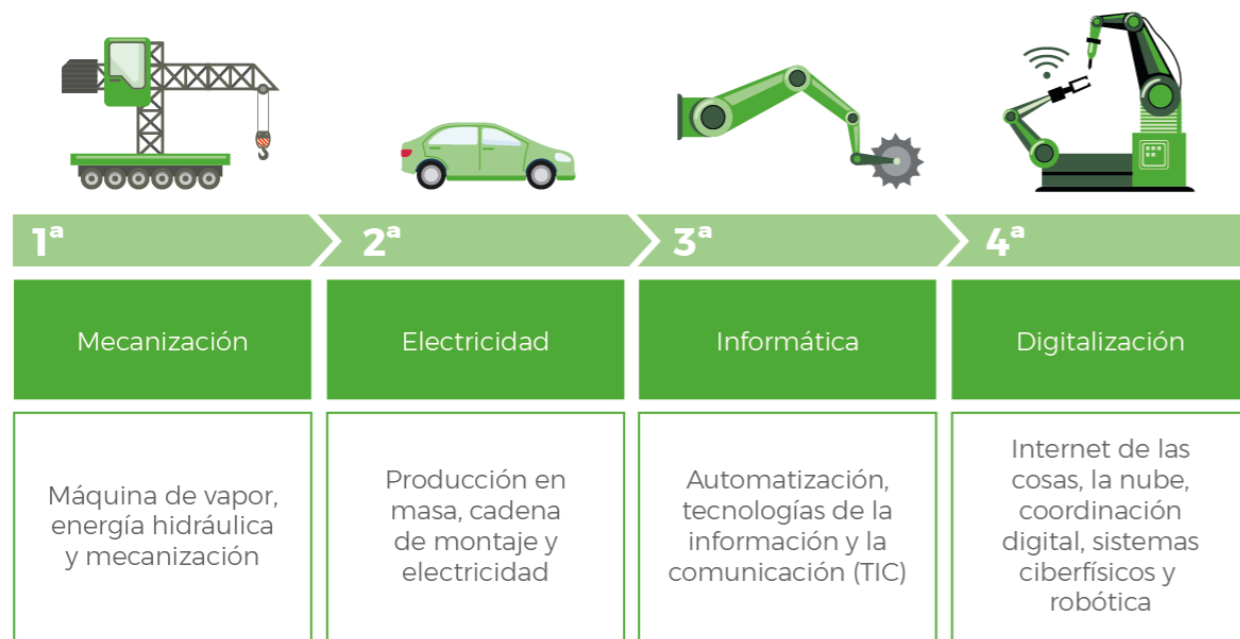 1ª
2ª
3ª
4ª
Mecanización
Electricidad
Informática
Digitalización
Máquina de vapor,
energía hidráulica
y mecanización
Producción en
masa, cadena
de montaje y
electricidad
Automatización,
tecnologías de la
información y la
comunicación (TIC)
Internet de las
cosas, la nube,
coordinación
digital, sistemas
ciberfísicos y
robótica